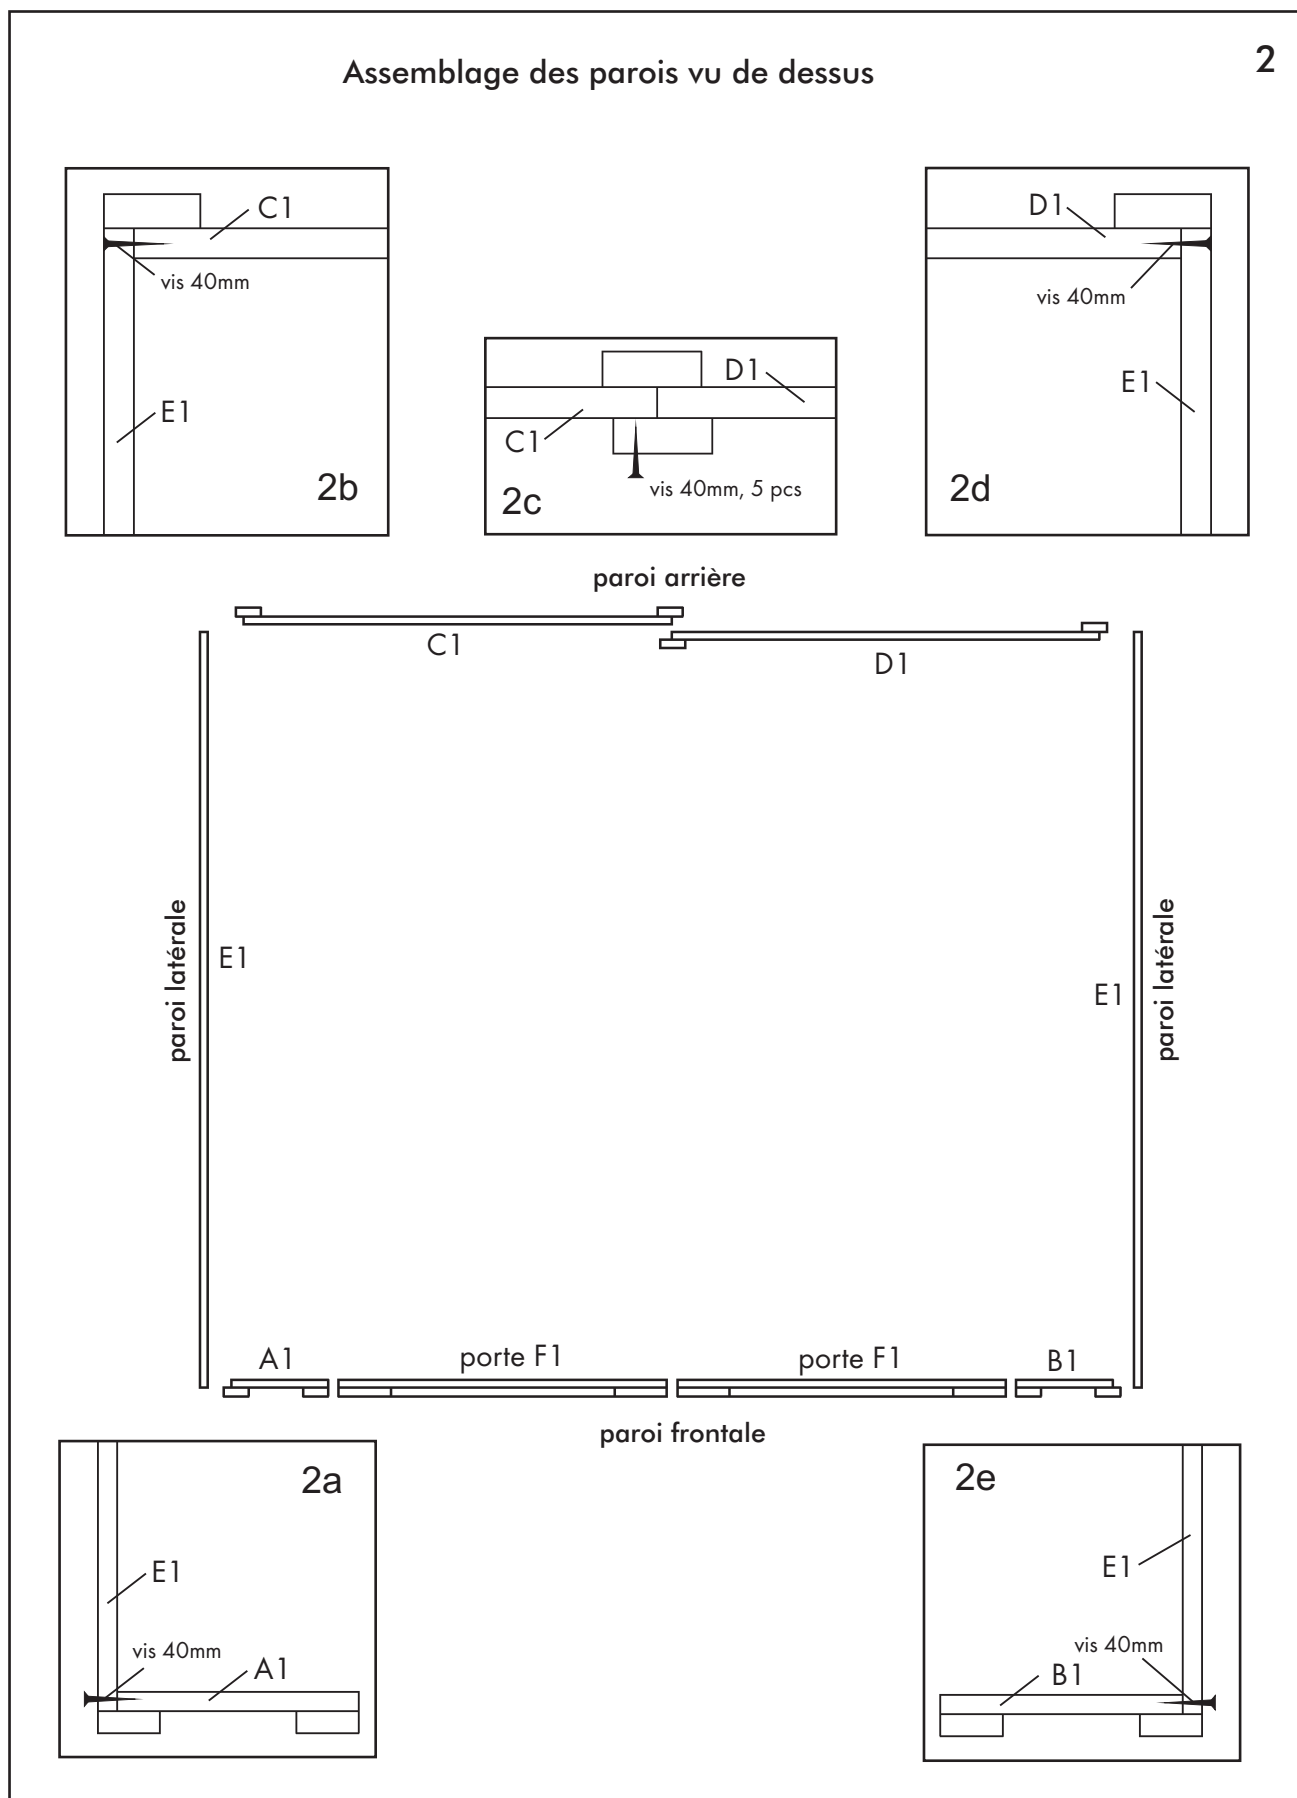 Assemblage des parois vu de dessus
2
C1
vis 40mm
E1
2b
D1
C1
vis 40mm, 5 pcs
2c
D1
vis 40mm
E1
2d
paroi arrière
C1
D1
paroi latérale
E1
E1
paroi latérale
A1
porte F1
porte F1
B1
paroi frontale
2a
E1
vis 40mm
A1
2e
E1
vis 40mm
B1